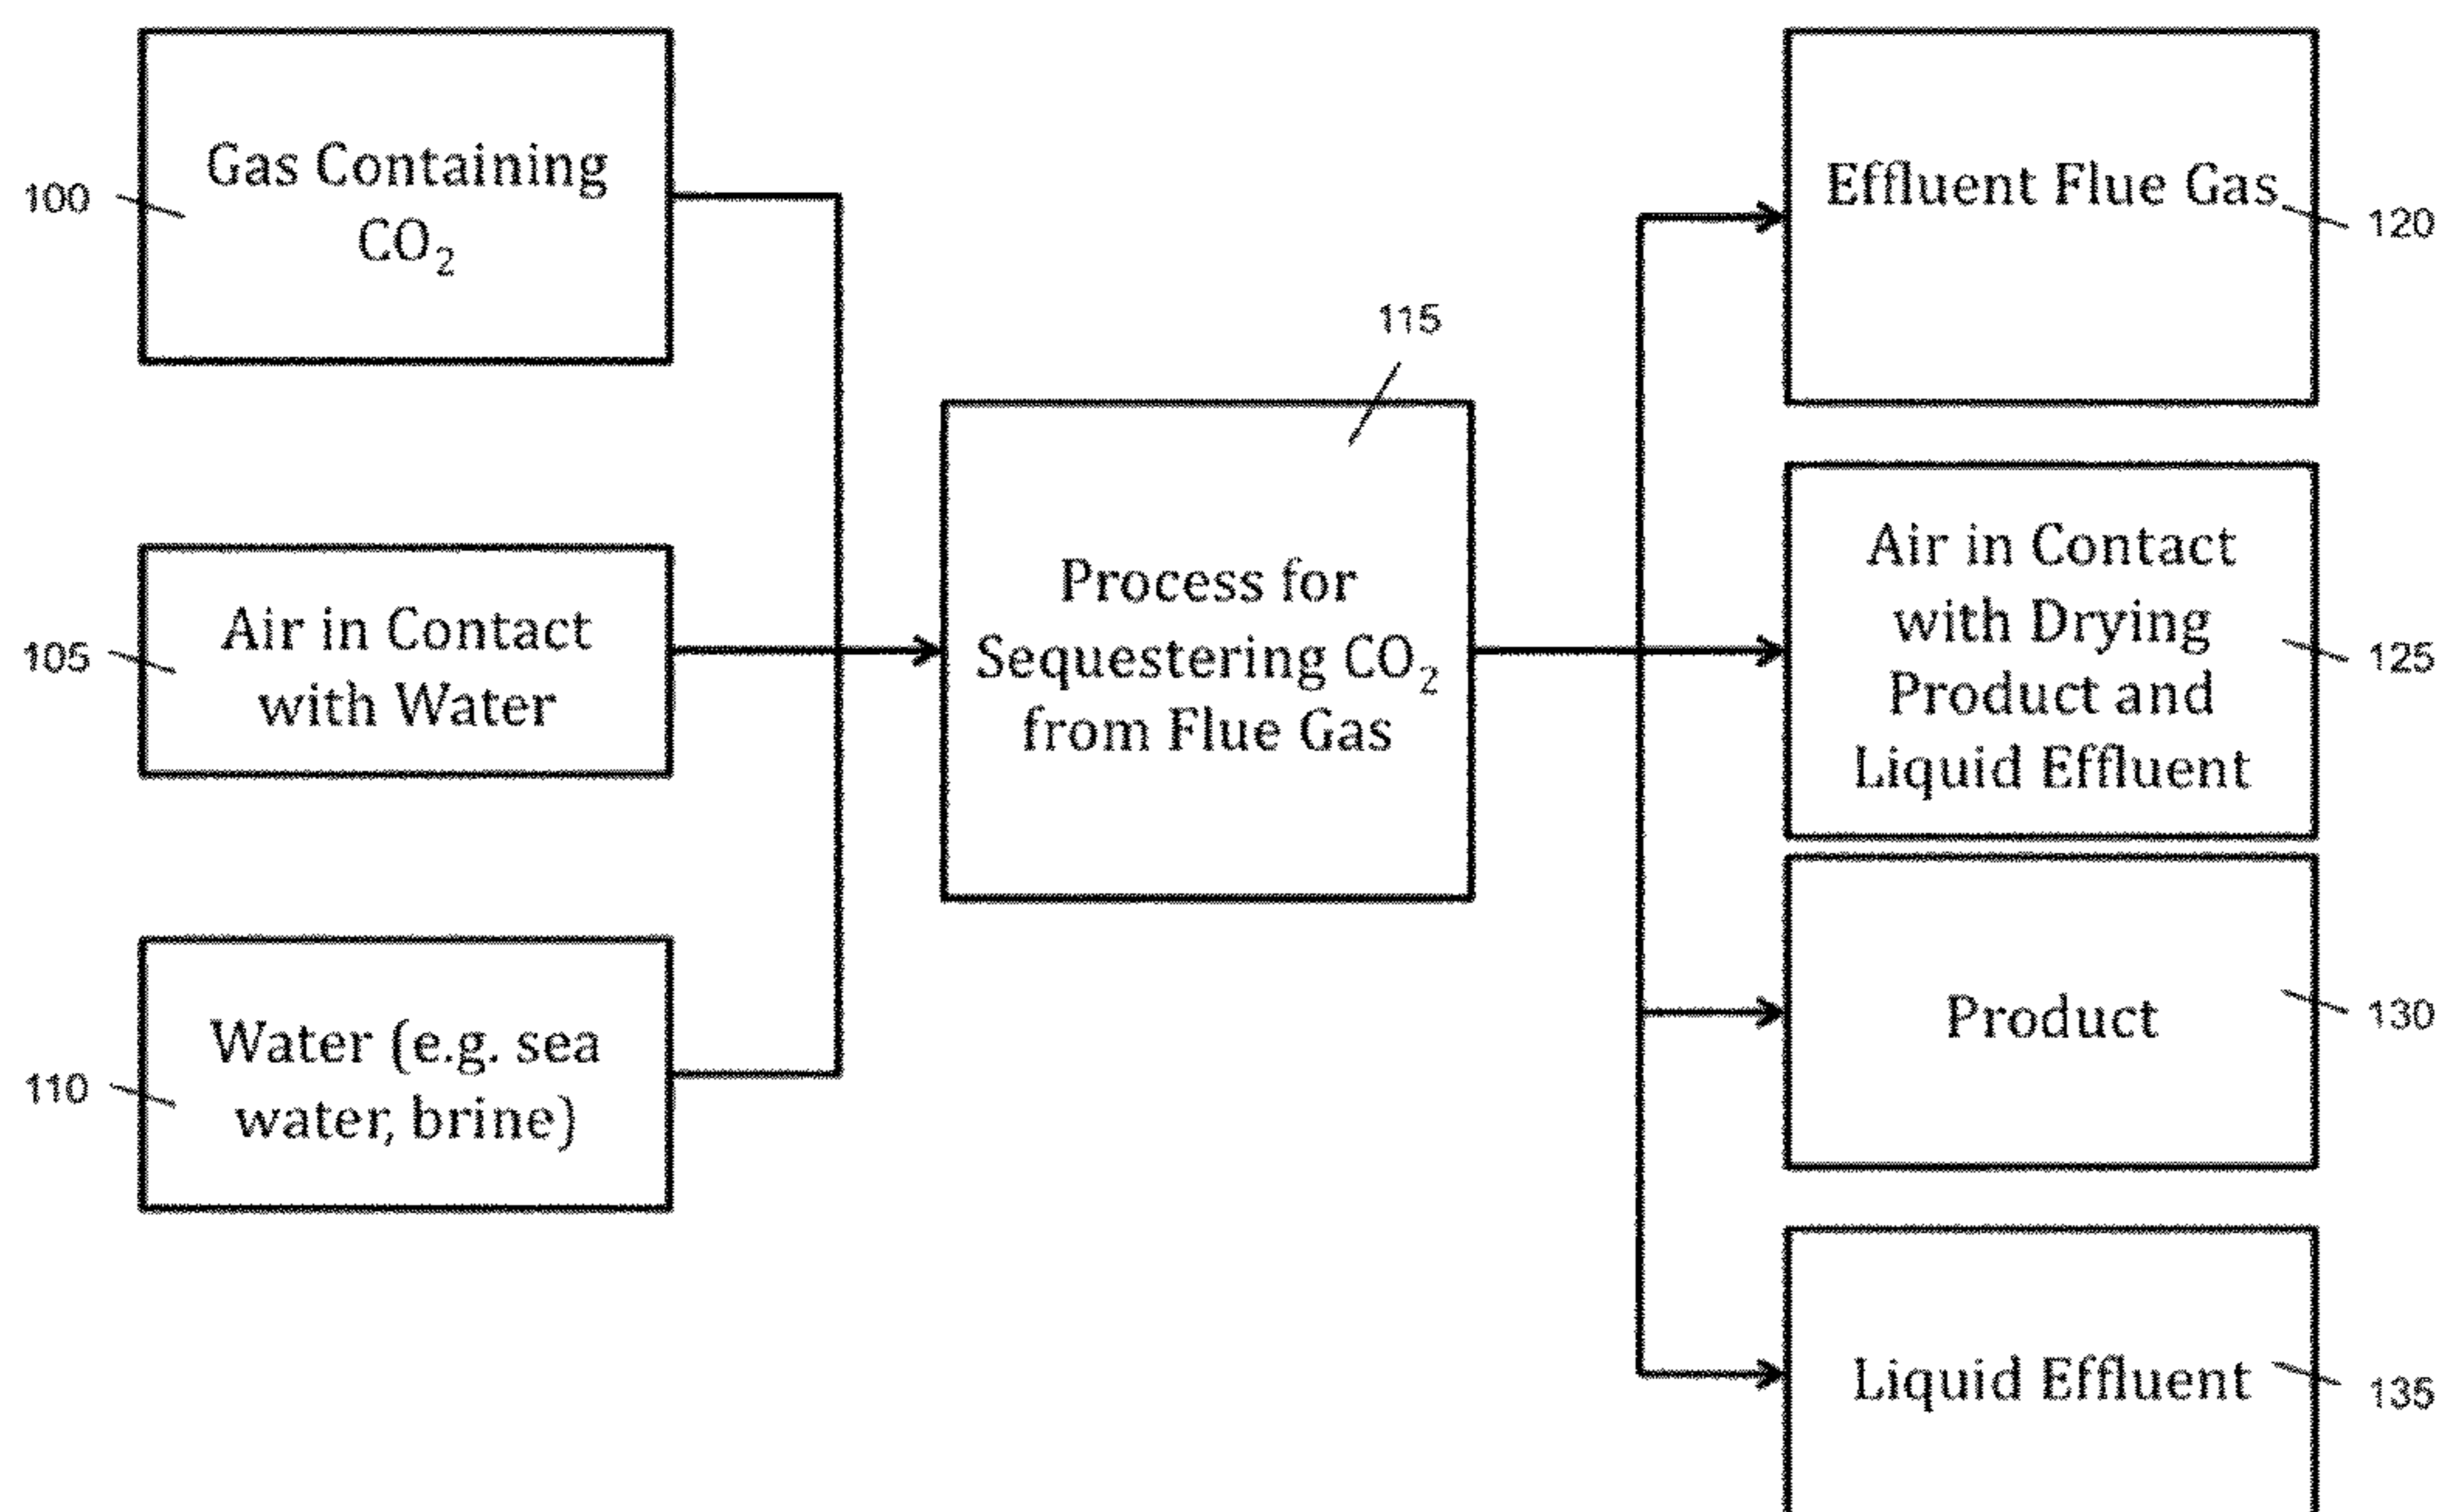 100
Gas Containing
CO₂
105
Air in Contact
with Water
110
Water (e.g. sea
water, brine)
115
Process for
Sequestering CO₂
from Flue Gas
Effluent Flue Gas
120
Air in Contact
with Drying
Product and
Liquid Effluent
125
Product
130
Liquid Effluent
135